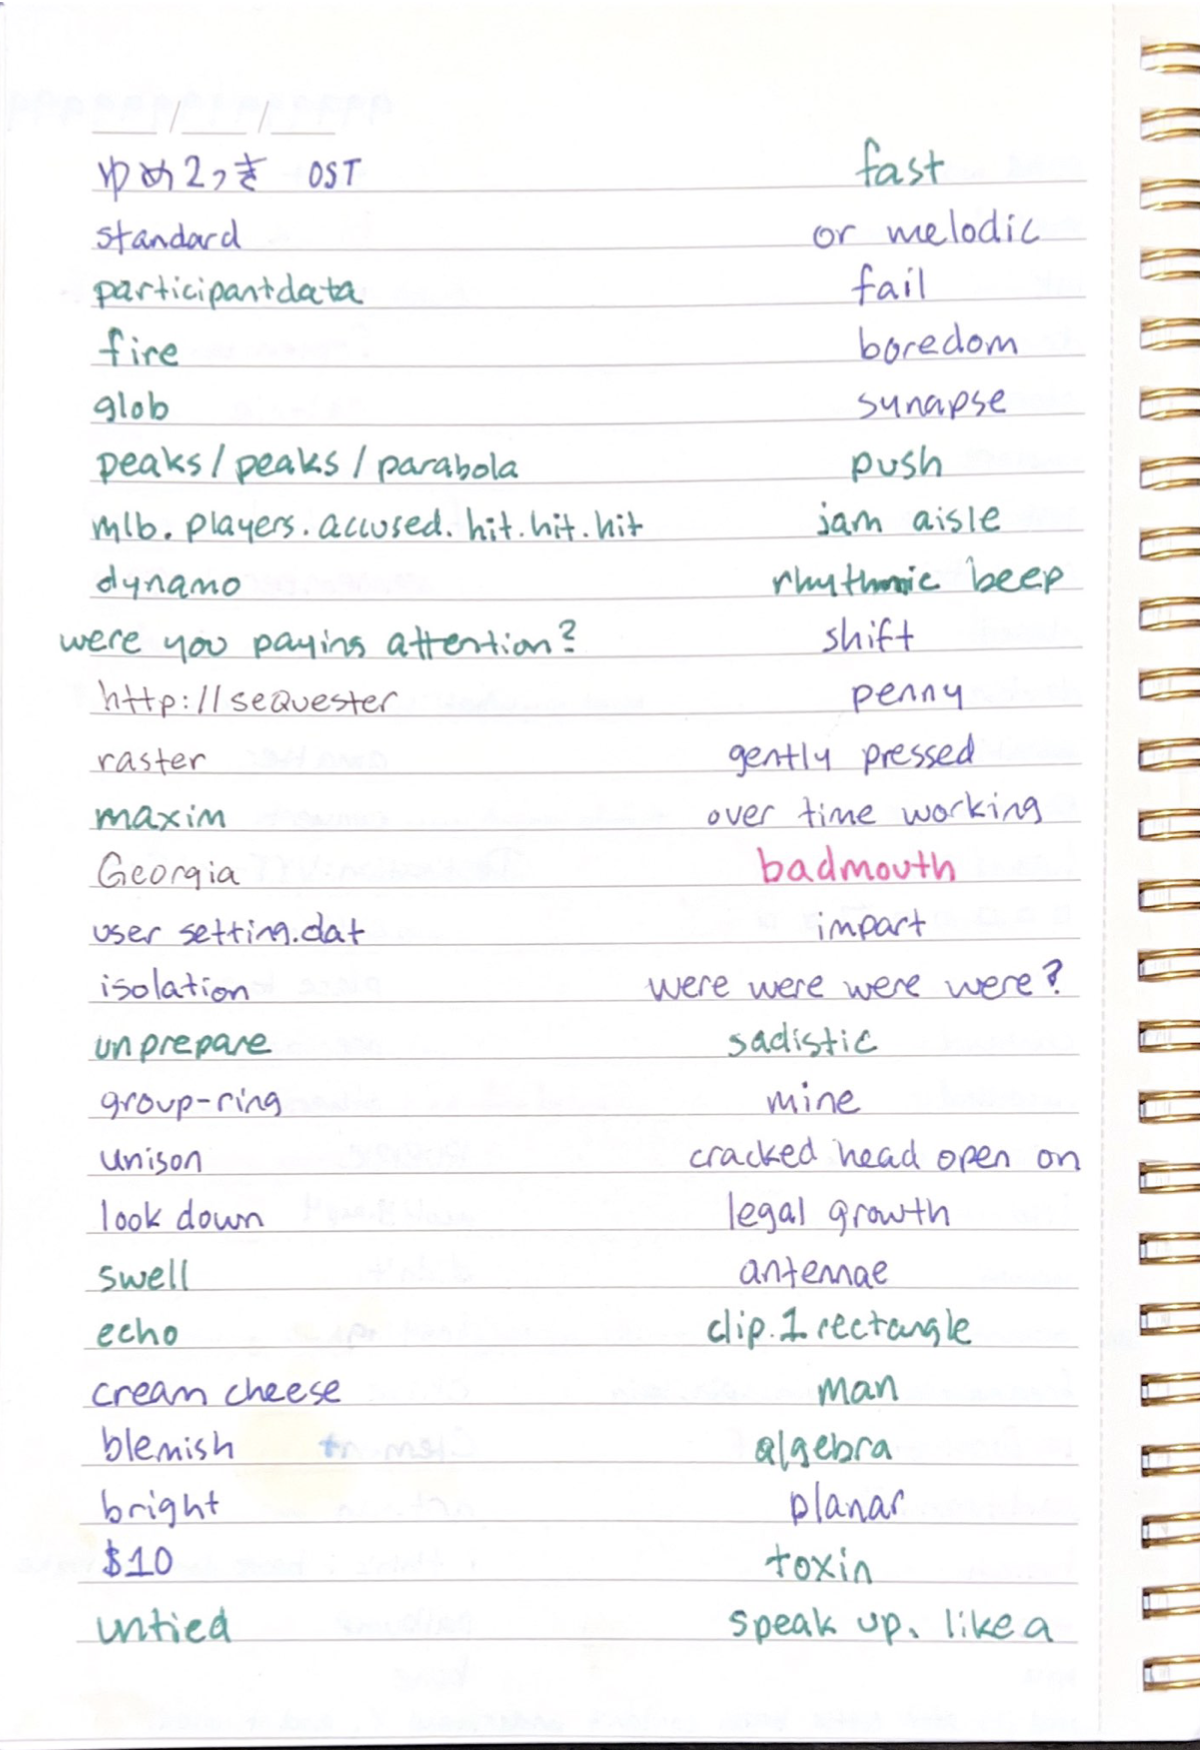 ゆめ2っき OST fast
standard or melodic
participantdata fail
fire boredom
glob synapse
peaks/peaks/parabola push
mlb.players.accused.hit.hit.hit jam aisle
dynamo rhythmic beep
were you paying attention? shift
http://sequester penny
raster gently pressed
maxim over time working
Georgia badmouth
user setting.dat impart
isolation were were were were?
unprepare sadistic
group-ring mine
unison cracked head open on
look down legal growth
swell antennae
echo clip.1 rectangle
cream cheese man
blemish algebra
bright planar
$10 toxin
untied speak up, like a